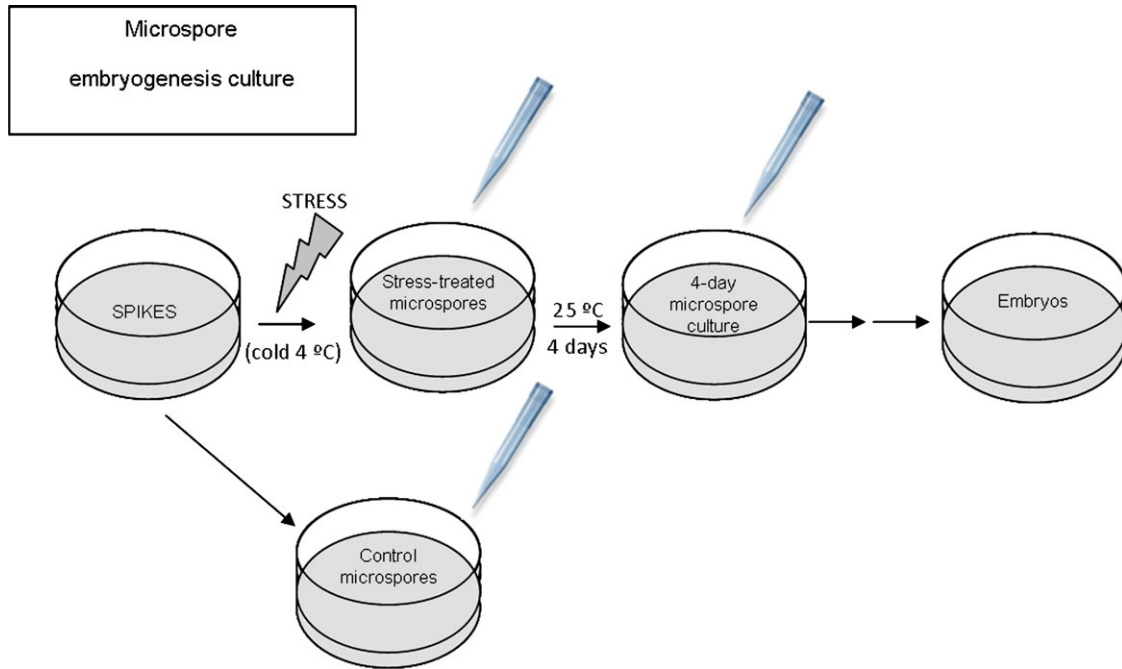 Microspore
embryogenesis culture
STRESS
SPIKES
(cold 4 ºC)
Stress-treated
microspores
25 ºC
4 days
4-day
microspore
culture
Embryos
Control
microspores